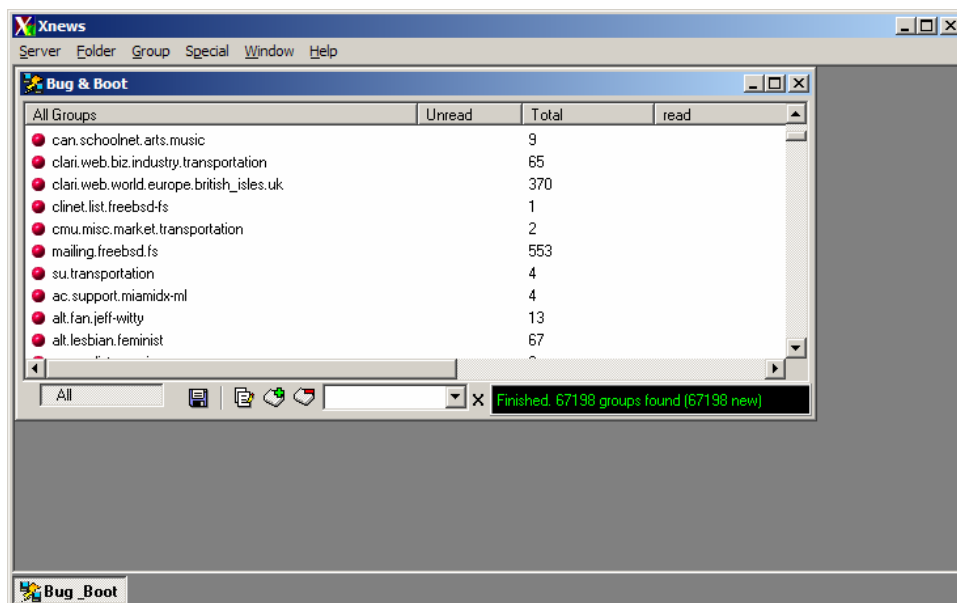 Xnews
Server Folder Group Special Window Help
Bug & Boot
All Groups Unread Total read
can.schoolnet.arts.music 9
clari.web.biz.industry.transportation 65
clari.web.world.europe.british_isles.uk 370
clinet.list.freebsd-fs 1
cmu.misc.market.transportation 2
mailing.freebsd.fs 553
su.transportation 4
ac.support.miamidx-ml 4
alt.fan.jeff-witty 13
alt.lesbian.feminist 67
All X Finished. 67198 groups found (67198 new)
Bug _Boot